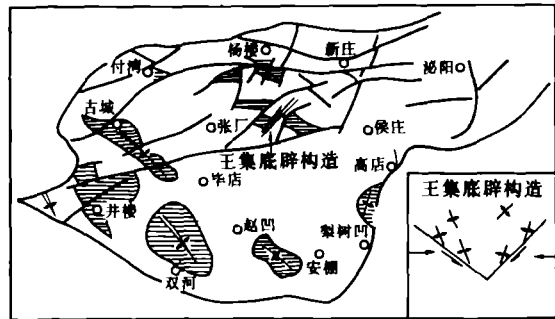 杨楼
新庄
付湾
泌阳
古城
张厂
侯庄
王集底辟构造
高店
毕店
王集底辟构造
井楼
赵凹
梨树凹
安棚
双河